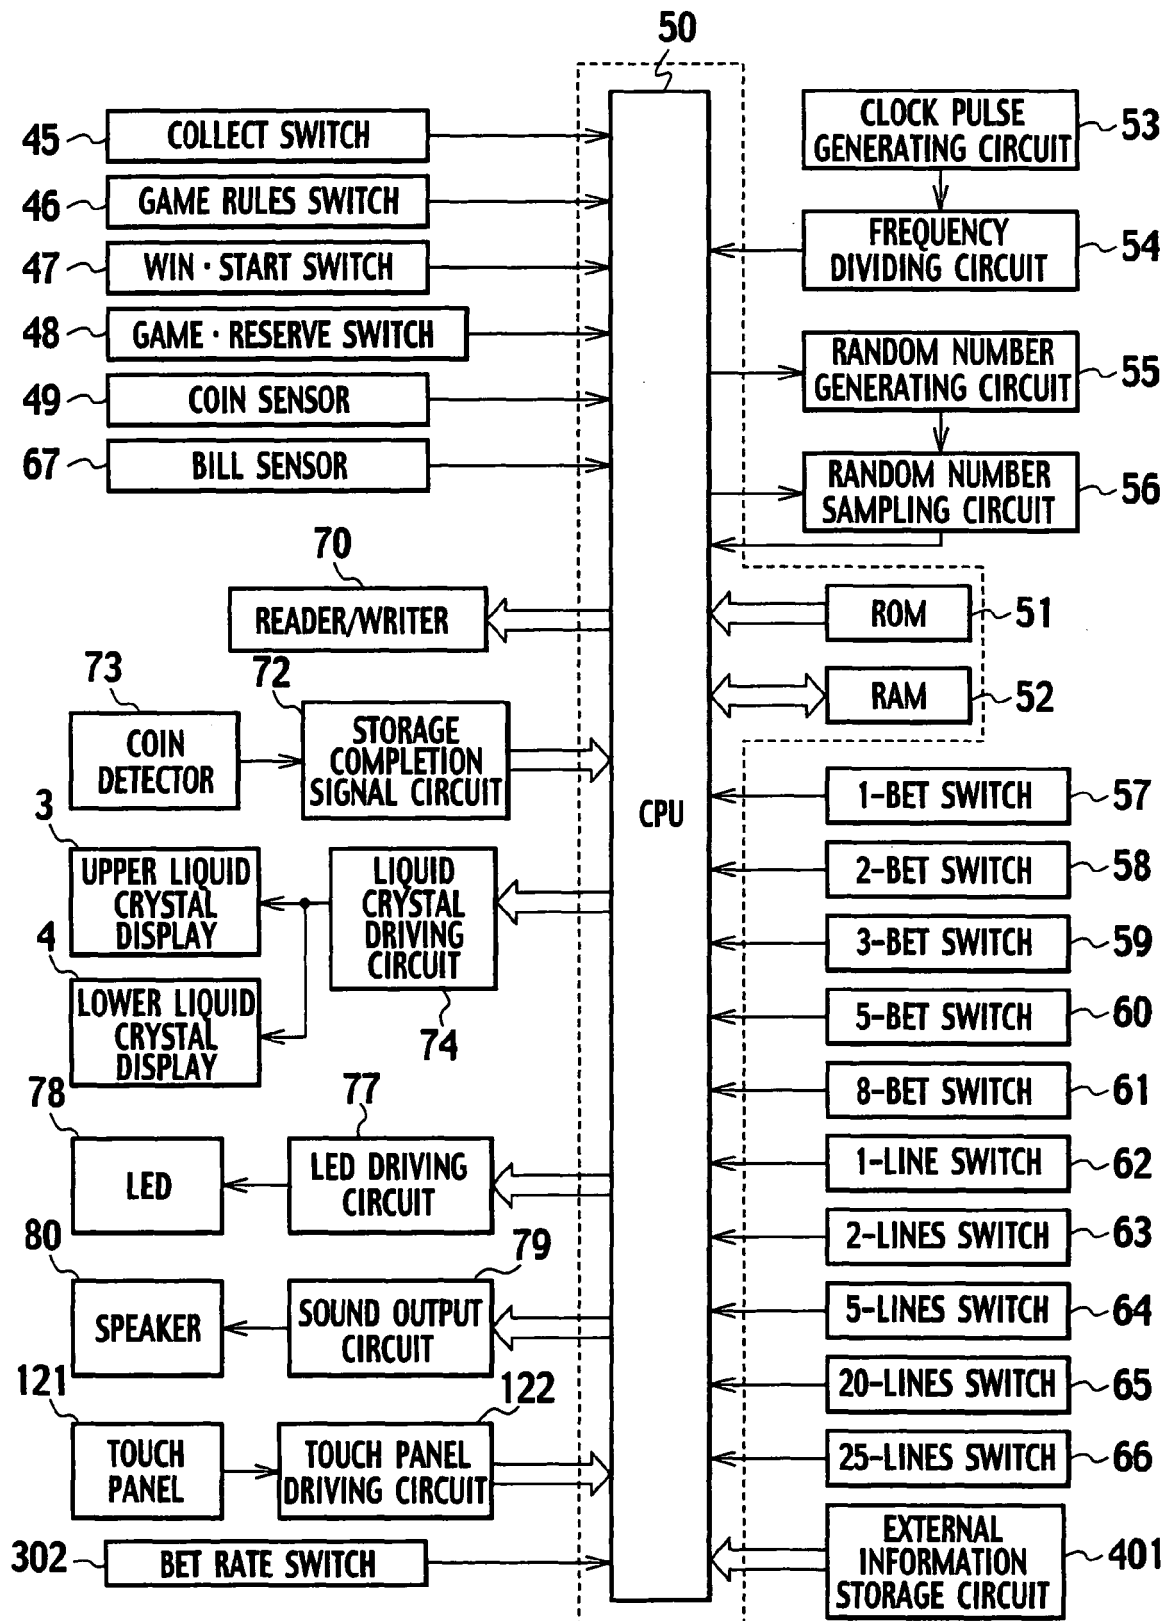 50
45
COLLECT SWITCH
46
GAME RULES SWITCH
47
WIN · START SWITCH
48
GAME · RESERVE SWITCH
49
COIN SENSOR
67
BILL SENSOR
70
READER/WRITER
73
COIN
DETECTOR
72
STORAGE
COMPLETION
SIGNAL CIRCUIT
3
UPPER LIQUID
CRYSTAL
DISPLAY
4
LOWER LIQUID
CRYSTAL
DISPLAY
LIQUID
CRYSTAL
DRIVING
CIRCUIT
74
78
LED
77
LED DRIVING
CIRCUIT
80
SPEAKER
79
SOUND OUTPUT
CIRCUIT
121
TOUCH
PANEL
122
TOUCH PANEL
DRIVING CIRCUIT
302
BET RATE SWITCH
CPU
CLOCK PULSE
GENERATING CIRCUIT
53
FREQUENCY
DIVIDING CIRCUIT
54
RANDOM NUMBER
GENERATING CIRCUIT
55
RANDOM NUMBER
SAMPLING CIRCUIT
56
ROM
51
RAM
52
1-BET SWITCH
57
2-BET SWITCH
58
3-BET SWITCH
59
5-BET SWITCH
60
8-BET SWITCH
61
1-LINE SWITCH
62
2-LINES SWITCH
63
5-LINES SWITCH
64
20-LINES SWITCH
65
25-LINES SWITCH
66
EXTERNAL
INFORMATION
STORAGE CIRCUIT
401